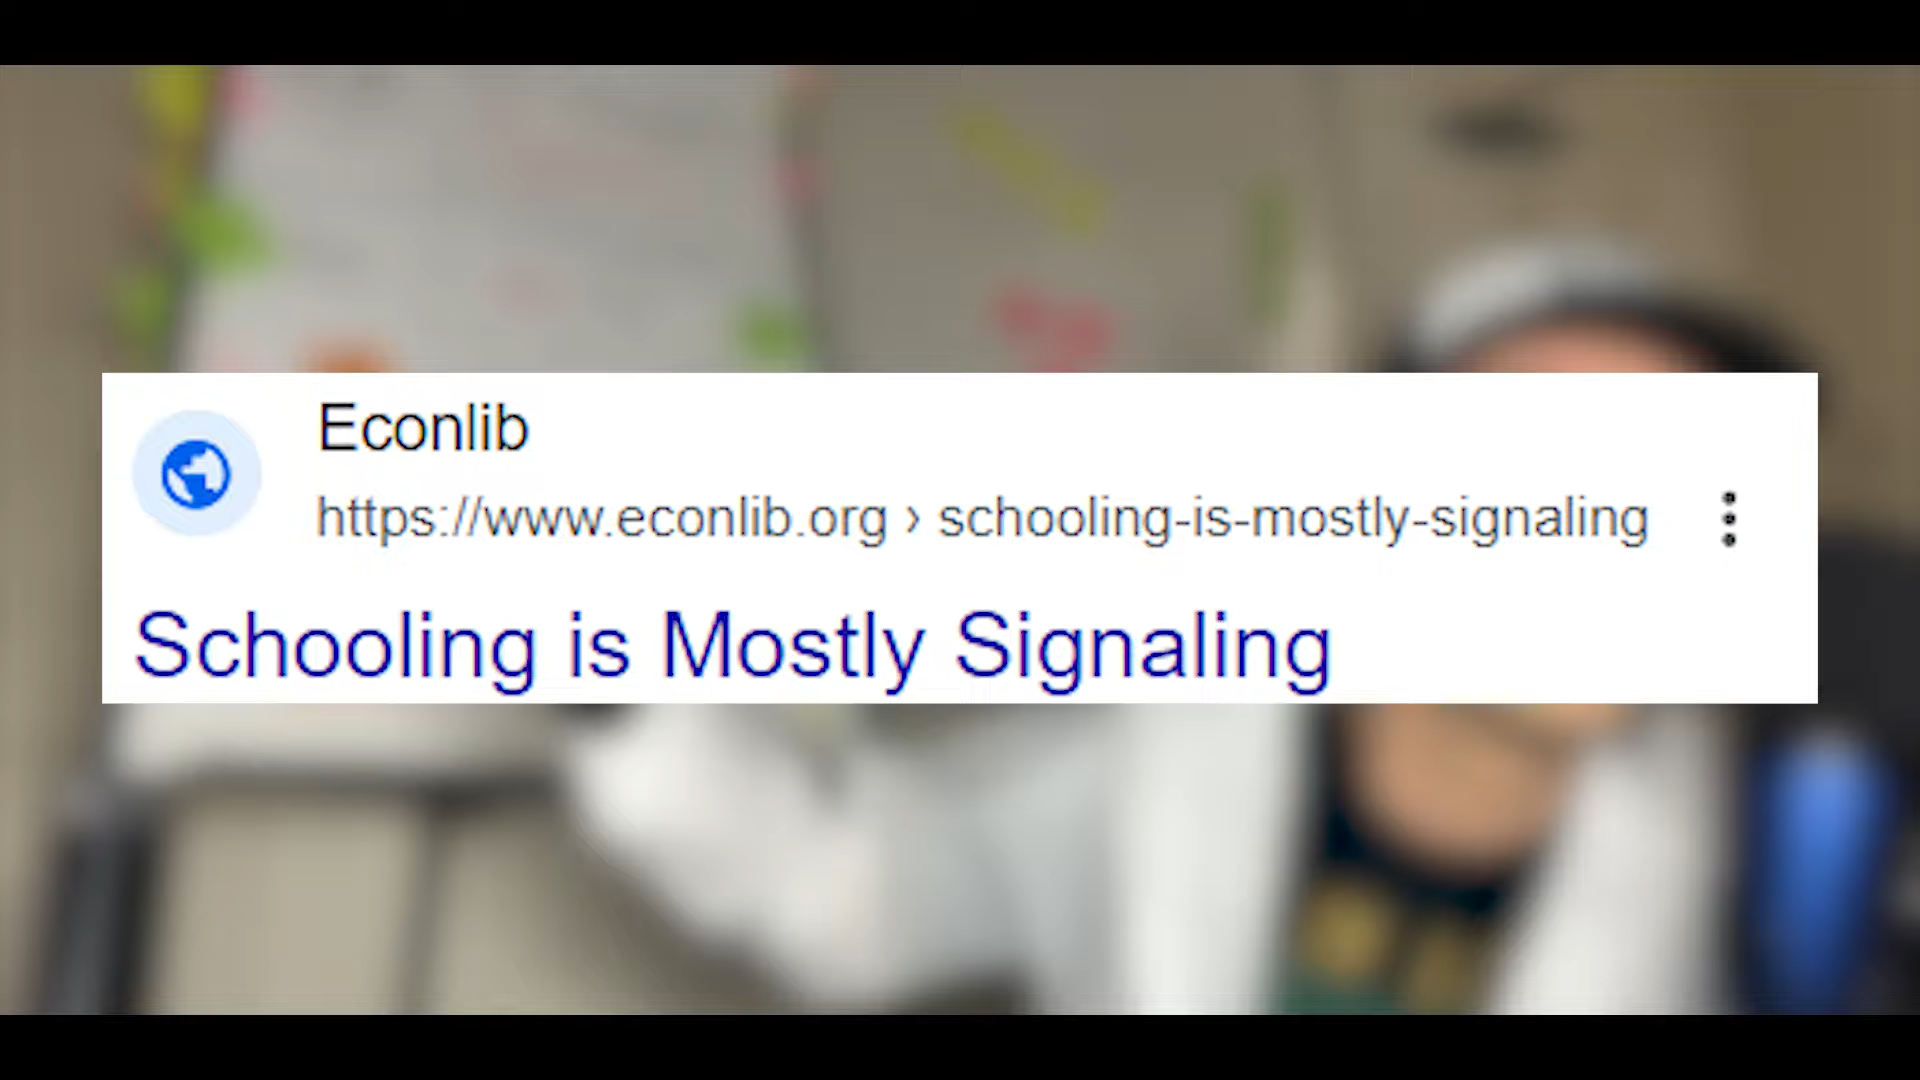 Econlib
https://www.econlib.org › schooling-is-mostly-signaling
Schooling is Mostly Signaling